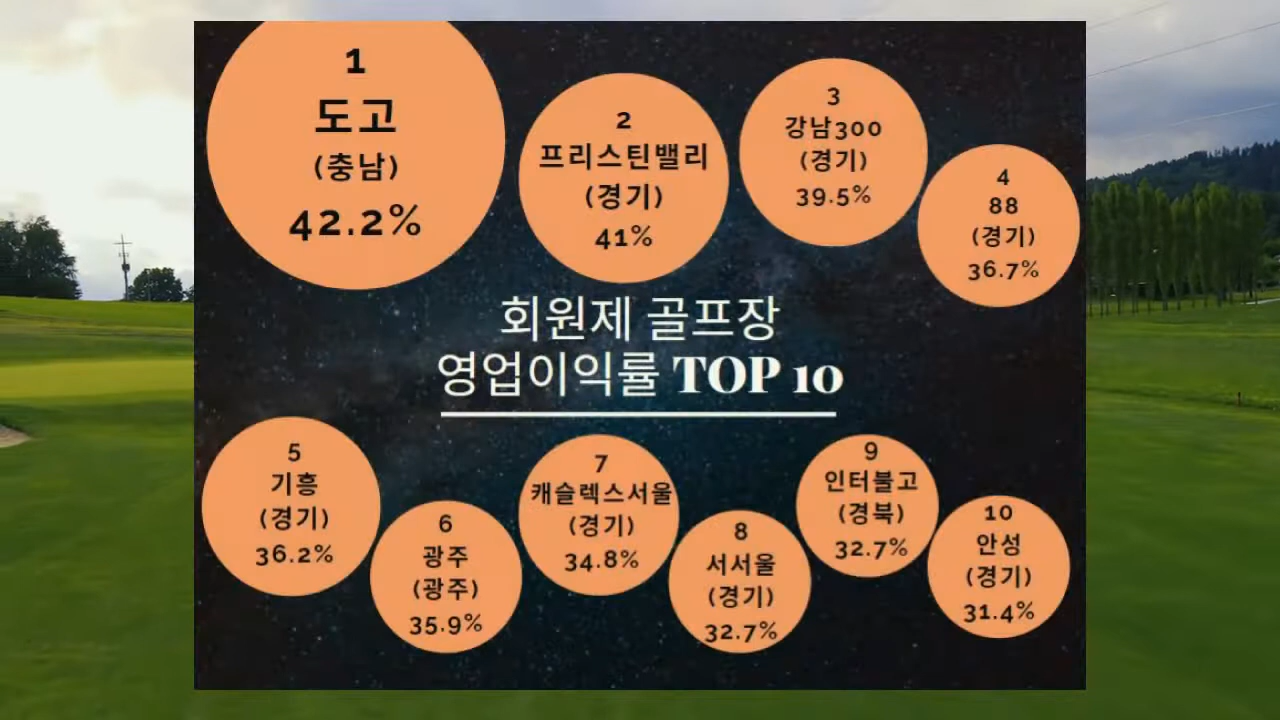 1
도고
(충남)
42.2%
2
프리스틴밸리
(경기)
41%
3
강남300
(경기)
39.5%
4
88
(경기)
36.7%
회원제 골프장
영업이익률 TOP 10
5
기흥
(경기)
36.2%
6
광주
(광주)
35.9%
7
캐슬렉스서울
(경기)
34.8%
8
서서울
(경기)
32.7%
9
인터불고
(경북)
32.7%
10
안성
(경기)
31.4%